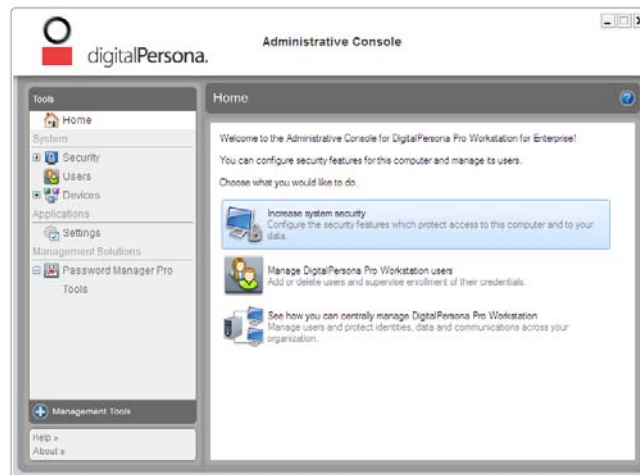 digitalPersona.
Administrative Console
Tools
Home
System
Security
Users
Devices
Applications
Settings
Management Solutions
Password Manager Pro
Tools
Management Tools
Help »
About »
Home
Welcome to the Administrative Console for DigitalPersona Pro Workstation for Enterprise!
You can configure security features for this computer and manage its users.
Choose what you would like to do.
Increase system security
Configure the security features which protect access to this computer and to your
data.
Manage DigitalPersona Pro Workstation users
Add or delete users and supervise enrollment of their credentials.
See how you can centrally manage DigitalPersona Pro Workstation
Manage users and protect identities, data and communications across your
organization.